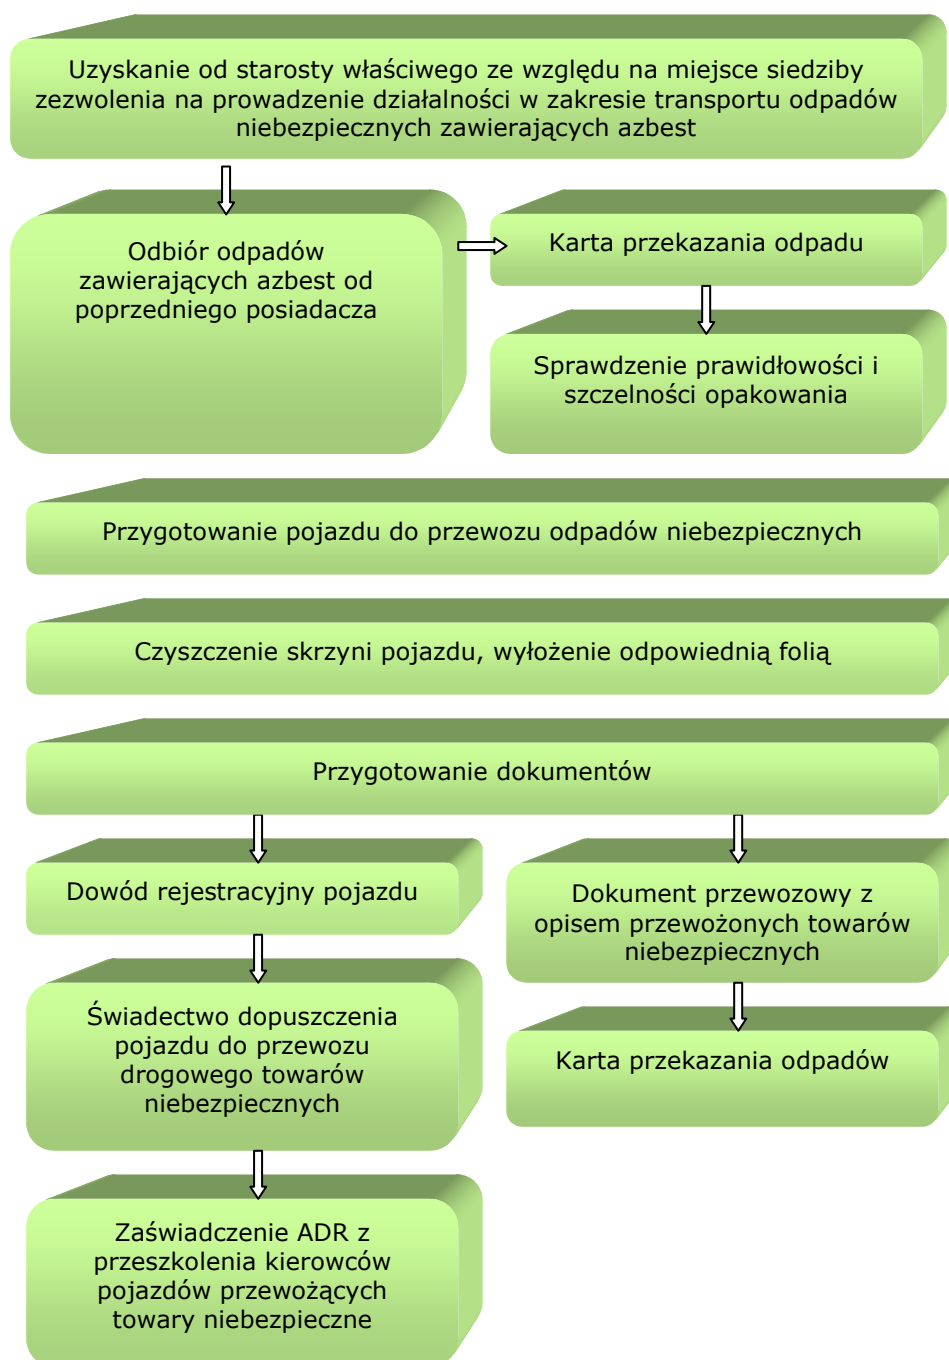 Uzyskanie od starosty właściwego ze względu na miejsce siedziby
zezwolenia na prowadzenie działalności w zakresie transportu odpadów
niebezpiecznych zawierających azbest
Odbiór odpadów
zawierających azbest od
poprzedniego posiadacza
Karta przekazania odpadu
Sprawdzenie prawidłowości i
szczelności opakowania
Przygotowanie pojazdu do przewozu odpadów niebezpiecznych
Czyszczenie skrzyni pojazdu, wyłożenie odpowiednią folią
Przygotowanie dokumentów
Dowód rejestracyjny pojazdu
Świadectwo dopuszczenia
pojazdu do przewozu
drogowego towarów
niebezpiecznych
Zaświadczenie ADR z
przeszkolenia kierowców
pojazdów przewożących
towary niebezpieczne
Dokument przewozowy z
opisem przewożonych towarów
niebezpiecznych
Karta przekazania odpadów